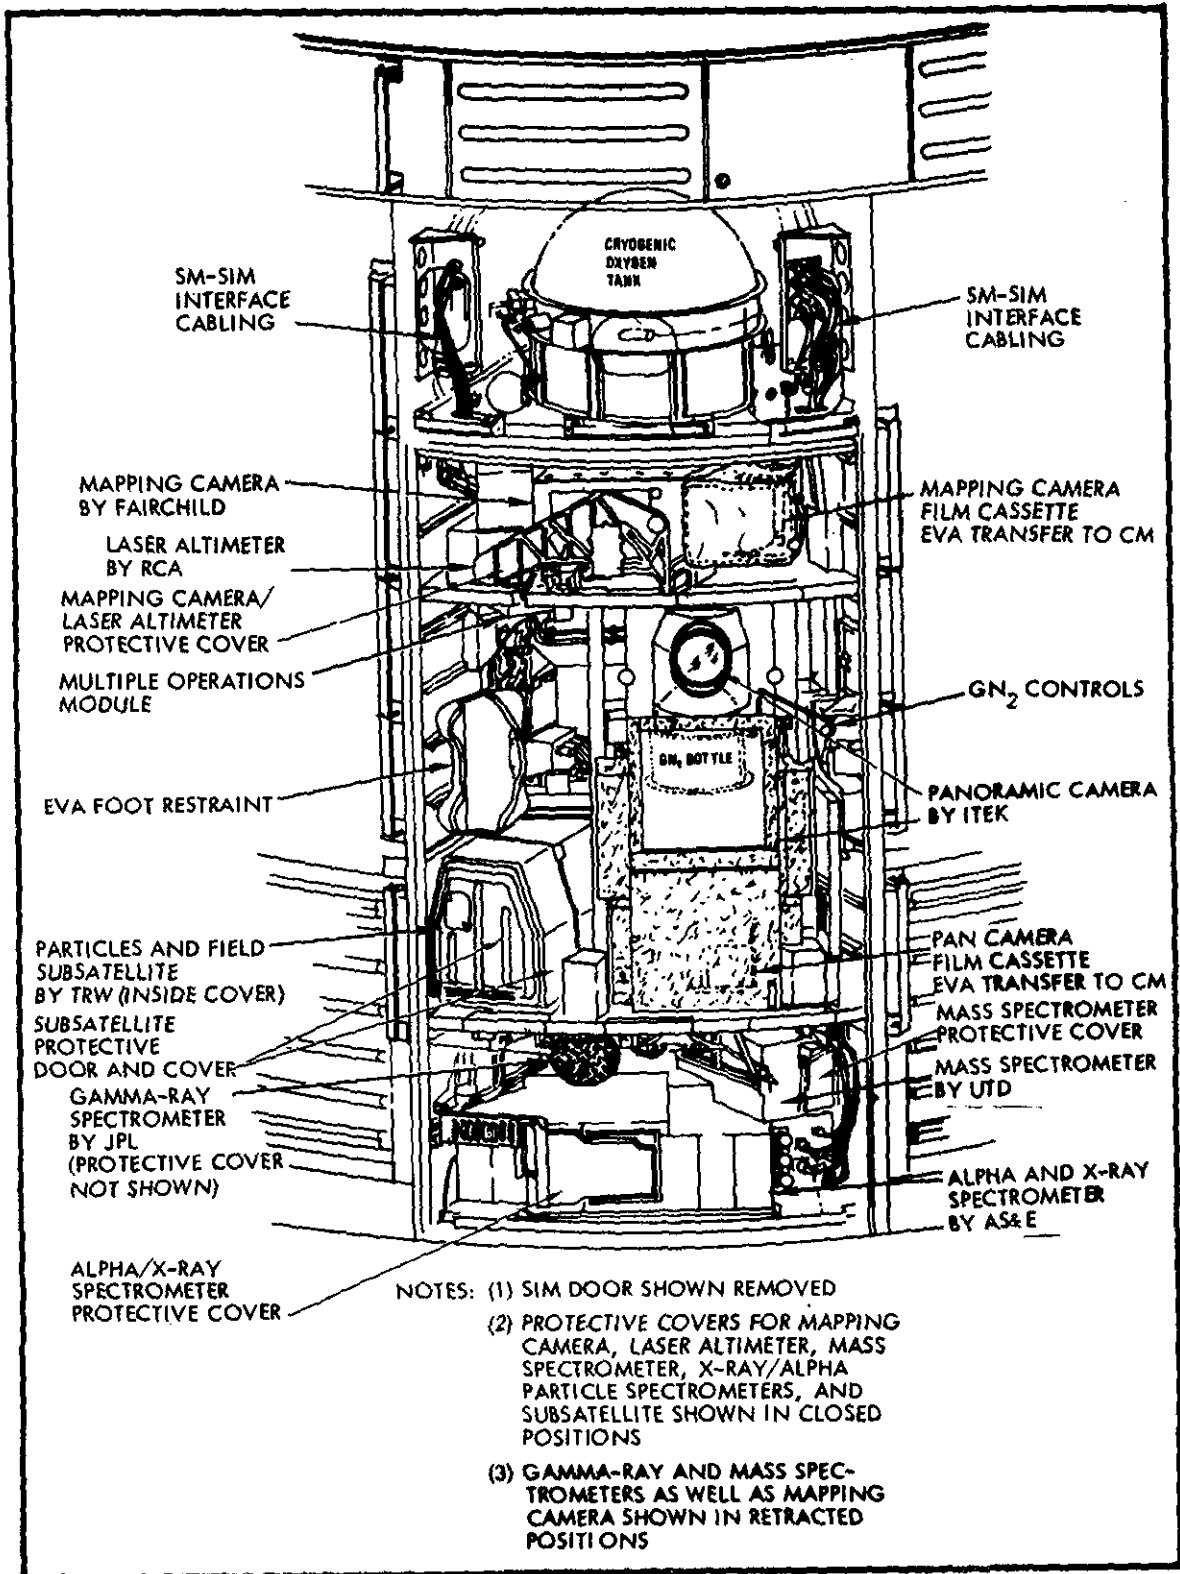 CRYOGENIC
OXYGEN
TANK
SM-SIM
INTERFACE
CABLING
SM-SIM
INTERFACE
CABLING
MAPPING CAMERA
BY FAIRCHILD
LASER ALTIMETER
BY RCA
MAPPING CAMERA/
LASER ALTIMETER
PROTECTIVE COVER
MULTIPLE OPERATIONS
MODULE
EVA FOOT RESTRAINT
PARTICLES AND FIELD
SUBSATELLITE
BY TRW (INSIDE COVER)
SUBSATELLITE
PROTECTIVE
DOOR AND COVER
GAMMA-RAY
SPECTROMETER
BY JPL
(PROTECTIVE COVER
NOT SHOWN)
ALPHA/X-RAY
SPECTROMETER
PROTECTIVE COVER
MAPPING CAMERA
FILM CASSETTE
EVA TRANSFER TO CM
GN2 CONTROLS
GN2 BOTTLE
PANORAMIC CAMERA
BY ITEK
PAN CAMERA
FILM CASSETTE
EVA TRANSFER TO CM
MASS SPECTROMETER
PROTECTIVE COVER
MASS SPECTROMETER
BY UTD
ALPHA AND X-RAY
SPECTROMETER
BY AS&E
NOTES: (1) SIM DOOR SHOWN REMOVED
(2) PROTECTIVE COVERS FOR MAPPING
CAMERA, LASER ALTIMETER, MASS
SPECTROMETER, X-RAY/ALPHA
PARTICLE SPECTROMETERS, AND
SUBSATELLITE SHOWN IN CLOSED
POSITIONS
(3) GAMMA-RAY AND MASS SPEC-
TROMETERS AS WELL AS MAPPING
CAMERA SHOWN IN RETRACTED
POSITIONS